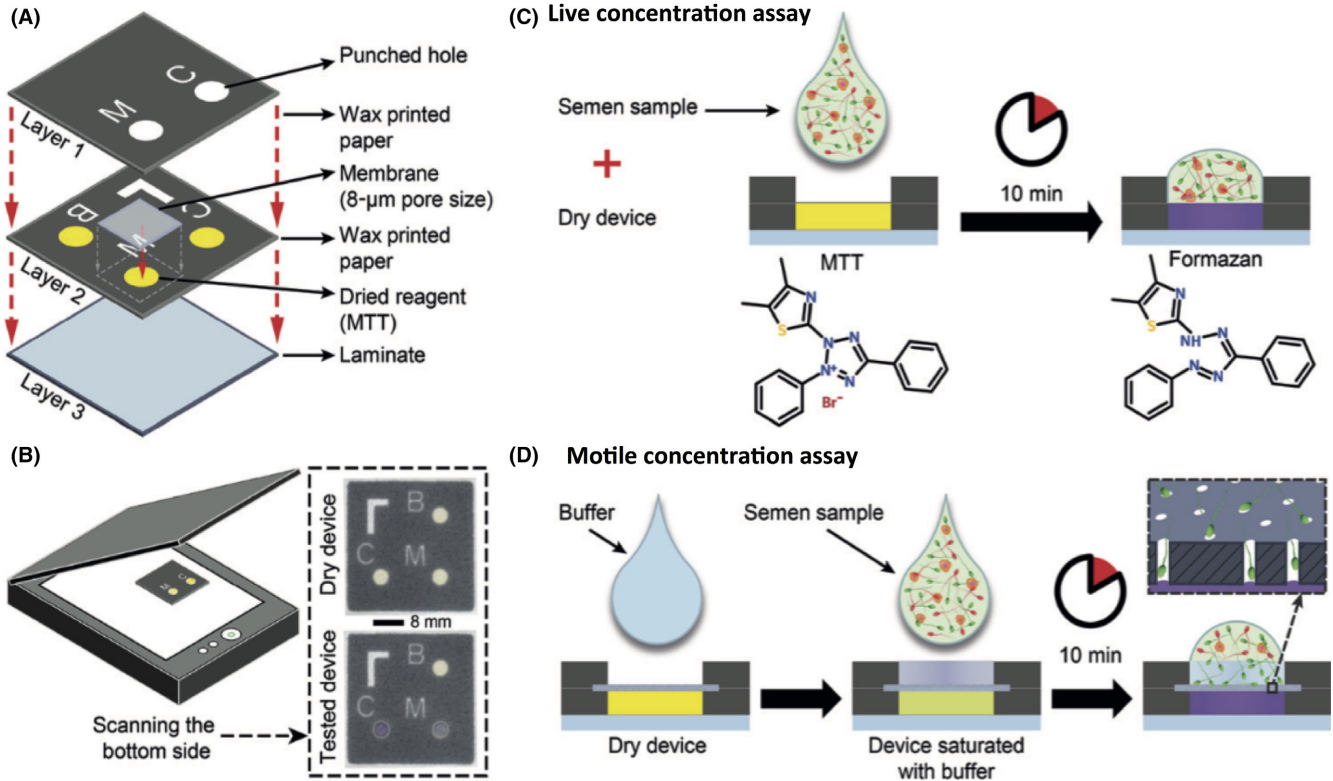 (A)
C
M
Layer 1
Punched hole
Wax printed
paper
Membrane
(8-µm pore size)
Wax printed
paper
Dried reagent
(MTT)
Laminate
B
C
M
Layer 2
Layer 3
(B)
C
M
Scanning the
bottom side
Dry device
B
C
M
8 mm
Tested device
B
C
M
(C) Live concentration assay
Semen sample
+
Dry device
10 min
MTT
Formazan
N
S
N
N
N+
N
Br-
N
S
NH
N
N
N
(D) Motile concentration assay
Buffer
Semen sample
10 min
Dry device
Device saturated
with buffer